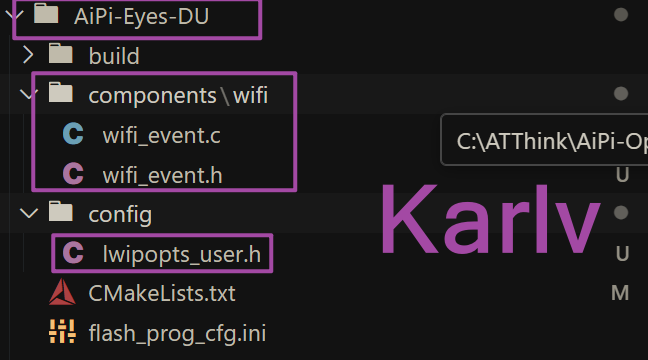 AiPi-Eyes-DU
build
components\wifi
wifi_event.c
C:\ATThink\AiPi-Op
wifi_event.h
U
config
Karlv
lwipopts_user.h
U
CMakeLists.txt
M
flash_prog_cfg.ini